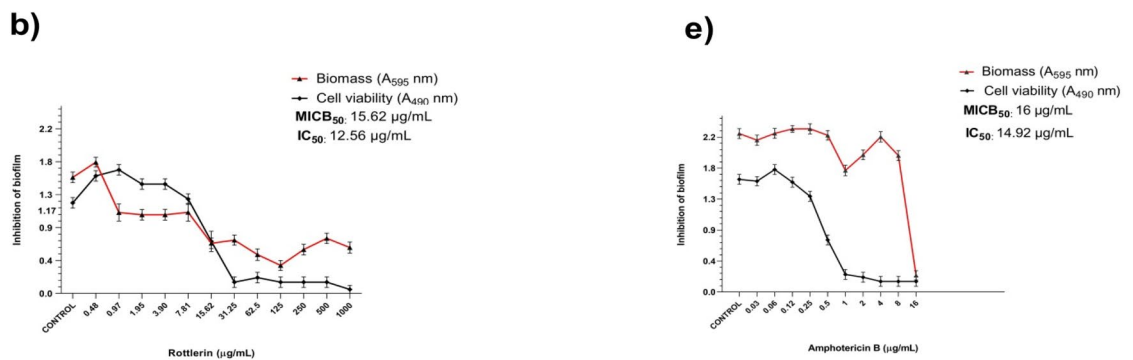 b)
Biomass (A595 nm)
Cell viability (A490 nm)
MICB50: 15.62 µg/mL
IC50: 12.56 µg/mL
Inhibition of biofilm
2.2
1.8
1.3
1.17
0.9
0.4
0.0
CONTROL 0.48 0.97 1.95 3.90 7.81 15.62 31.25 62.5 125 250 500 1000
Rottlerin (µg/mL)
e)
Biomass (A595 nm)
Cell viability (A490 nm)
MICB50: 16 µg/mL
IC50: 14.92 µg/mL
Inhibition of biofilm
2.2
1.8
1.3
0.9
0.4
0.0
CONTROL 0.03 0.06 0.12 0.25 0.5 1 2 4 8 16
Amphotericin B (µg/mL)